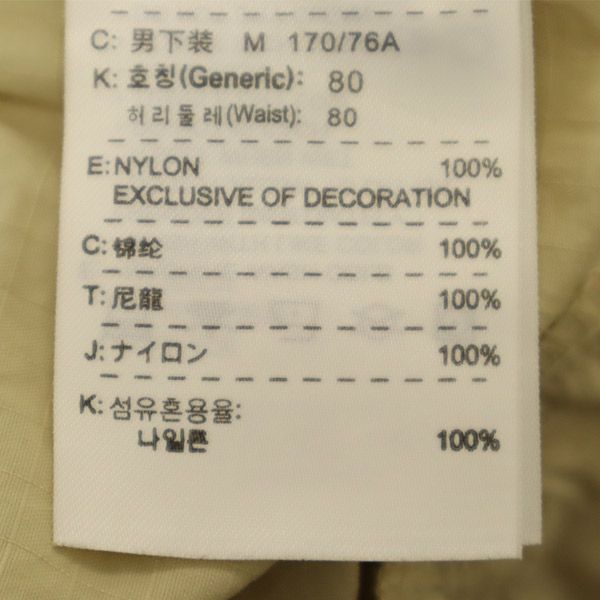 C: 男下装 M 170/76A
K: 호칭(Generic): 80
허리둘레(Waist): 80
E: NYLON 100%
EXCLUSIVE OF DECORATION
C: 锦纶 100%
T: 尼龍 100%
J: ナイロン 100%
K: 섬유혼용율:
나일론 100%